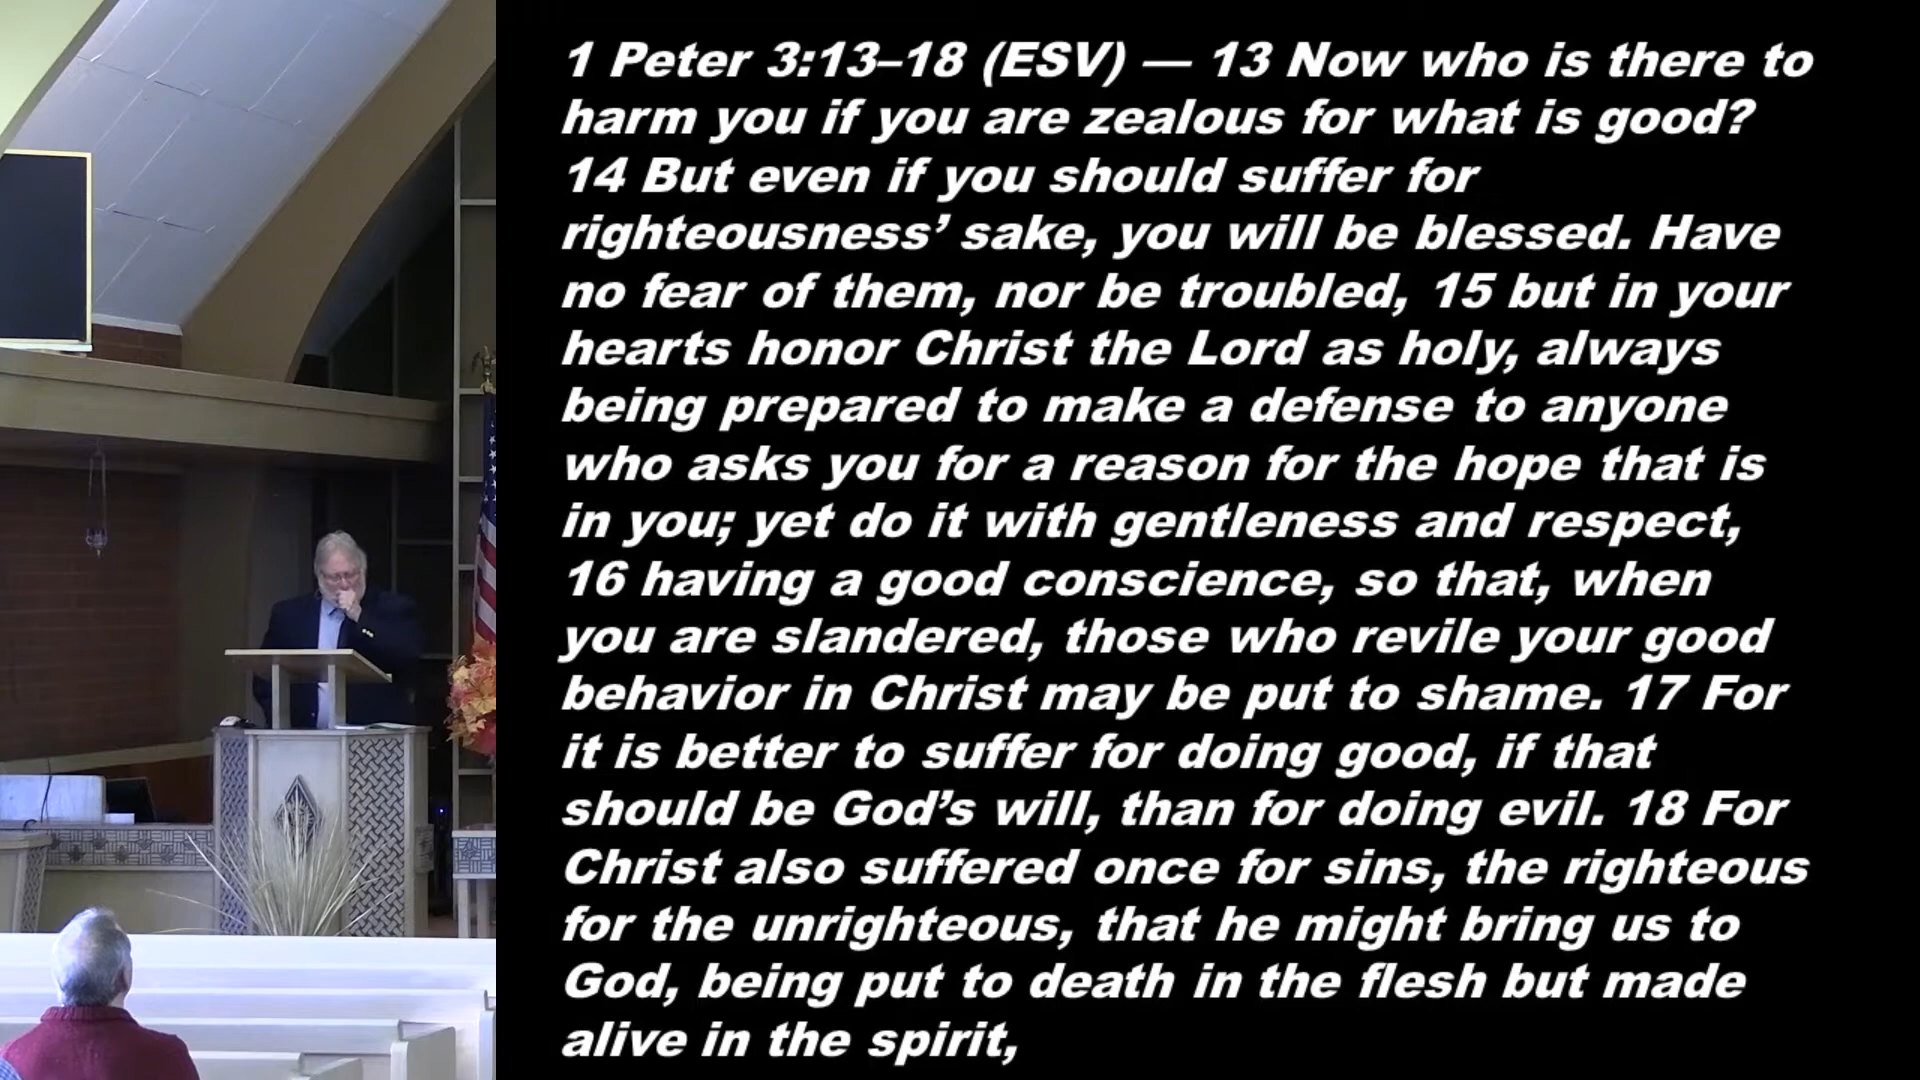 1 Peter 3:13–18 (ESV) — 13 Now who is there to
harm you if you are zealous for what is good?
14 But even if you should suffer for
righteousness’ sake, you will be blessed. Have
no fear of them, nor be troubled, 15 but in your
hearts honor Christ the Lord as holy, always
being prepared to make a defense to anyone
who asks you for a reason for the hope that is
in you; yet do it with gentleness and respect,
16 having a good conscience, so that, when
you are slandered, those who revile your good
behavior in Christ may be put to shame. 17 For
it is better to suffer for doing good, if that
should be God’s will, than for doing evil. 18 For
Christ also suffered once for sins, the righteous
for the unrighteous, that he might bring us to
God, being put to death in the flesh but made
alive in the spirit,